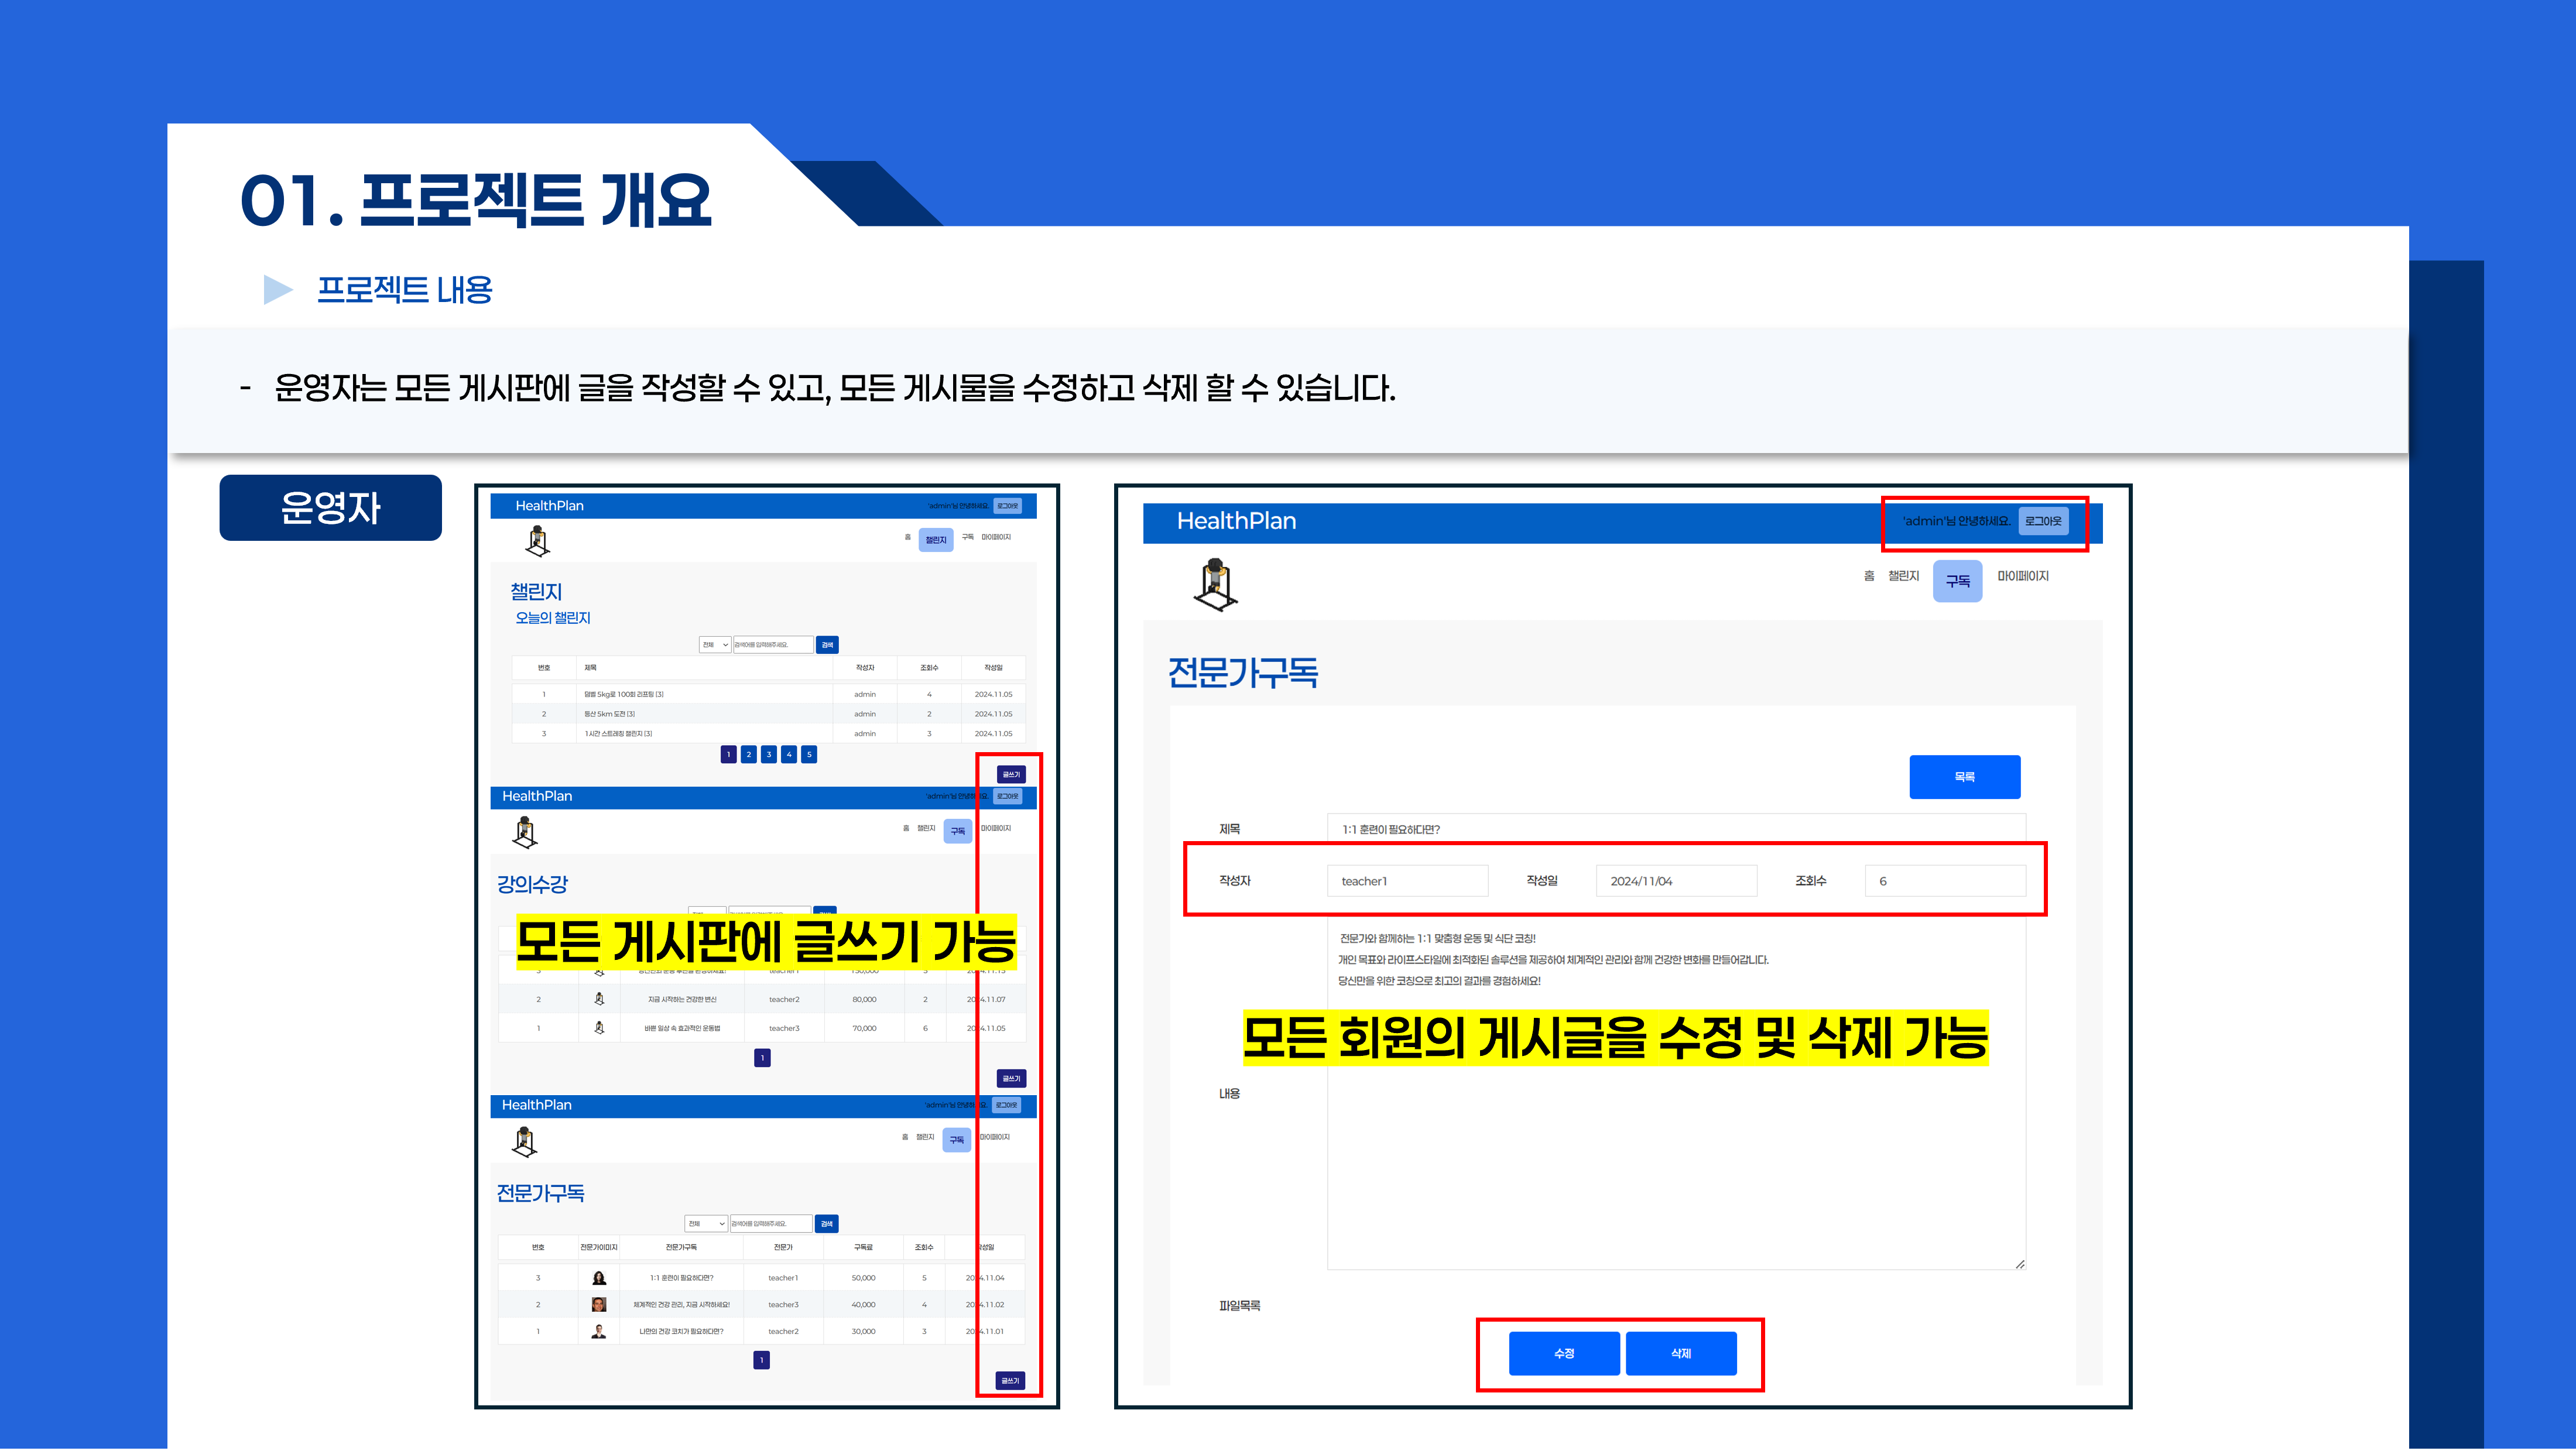 01. 프로젝트 개요
프로젝트 내용
- 운영자는 모든 게시판에 글을 작성할 수 있고, 모든 게시물을 수정하고 삭제 할 수 있습니다.
운영자
HealthPlan 'admin'님 안녕하세요. 로그아웃
홈 챌린지 구독 마이페이지
챌린지
오늘의 챌린지
전체 검색어를 입력해주세요. 검색
번호 제목 작성자 조회수 작성일
1 덤벨 5kg로 100회 리프팅 [3] admin 4 2024.11.05
2 등산 5km 도전 [3] admin 2 2024.11.05
3 1시간 스트레칭 챌린지 [3] admin 3 2024.11.05
1 2 3 4 5
글쓰기
HealthPlan 'admin'님 안녕하세요. 로그아웃
홈 챌린지 구독 마이페이지
강의수강
모든 게시판에 글쓰기 가능
2 지금 시작하는 건강한 변신 teacher2 80,000 2 2024.11.07
1 바쁜 일상 속 효과적인 운동법 teacher3 70,000 6 2024.11.05
1
글쓰기
HealthPlan 'admin'님 안녕하세요. 로그아웃
홈 챌린지 구독 마이페이지
전문가구독
전체 검색어를 입력해주세요. 검색
번호 전문가이미지 전문가구독 전문가 구독료 조회수 작성일
3 1:1 훈련이 필요하다면? teacher1 50,000 5 2024.11.04
2 체계적인 건강 관리, 지금 시작하세요! teacher3 40,000 4 2024.11.02
1 나만의 건강 코치가 필요하다면? teacher2 30,000 3 2024.11.01
1
글쓰기
HealthPlan 'admin'님 안녕하세요. 로그아웃
홈 챌린지 구독 마이페이지
전문가구독
목록
제목 1:1 훈련이 필요하다면?
작성자 teacher1 작성일 2024/11/04 조회수 6
전문가와 함께하는 1:1 맞춤형 운동 및 식단 코칭!
개인 목표와 라이프스타일에 최적화된 솔루션을 제공하여 체계적인 관리와 함께 건강한 변화를 만들어갑니다.
당신만을 위한 코칭으로 최고의 결과를 경험하세요!
모든 회원의 게시글을 수정 및 삭제 가능
내용
파일목록
수정 삭제